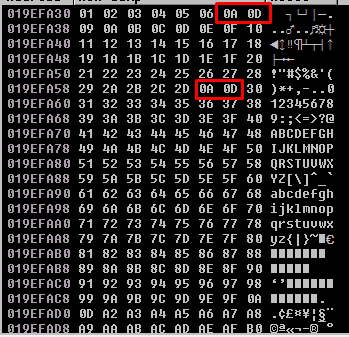 019EFA30 01 02 03 04 05 06 0A 0D
019EFA38 09 0A 0B 0C 0D 0E 0F 10
019EFA40 11 12 13 14 15 16 17 18
019EFA48 19 1A 1B 1C 1D 1E 1F 20
019EFA50 21 22 23 24 25 26 27 28 !"#$%&'(
019EFA58 29 2A 2B 2C 2D 0A 0D 30 )*+,-..0
019EFA60 31 32 33 34 35 36 37 38 12345678
019EFA68 39 3A 3B 3C 3D 3E 3F 40 9:;<=>?@
019EFA70 41 42 43 44 45 46 47 48 ABCDEFGH
019EFA78 49 4A 4B 4C 4D 4E 4F 50 IJKLMNOP
019EFA80 51 52 53 54 55 56 57 58 QRSTUVWX
019EFA88 59 5A 5B 5C 5D 5E 5F 60 YZ[\]^_`
019EFA90 61 62 63 64 65 66 67 68 abcdefgh
019EFA98 69 6A 6B 6C 6D 6E 6F 70 ijklmnop
019EFAA0 71 72 73 74 75 76 77 78 qrstuvwx
019EFAA8 79 7A 7B 7C 7D 7E 7F 80 yz{|}~■€
019EFAB0 81 82 83 84 85 86 87 88 ■■■■■■■■
019EFAB8 89 8A 8B 8C 8D 8E 8F 90 ■■■■■■■■
019EFAC0 91 92 93 94 95 96 97 98 ‘’■■■■■■
019EFAC8 99 9A 9B 9C 9D 9E 9F 0A ■■■■■■■.
019EFAD0 0D A2 A3 A4 A5 A6 A7 A8 .¢£¤¥¦§¨
019EFAD8 A9 AA AB AC AD AE AF B0 ©ª«¬-®¯°